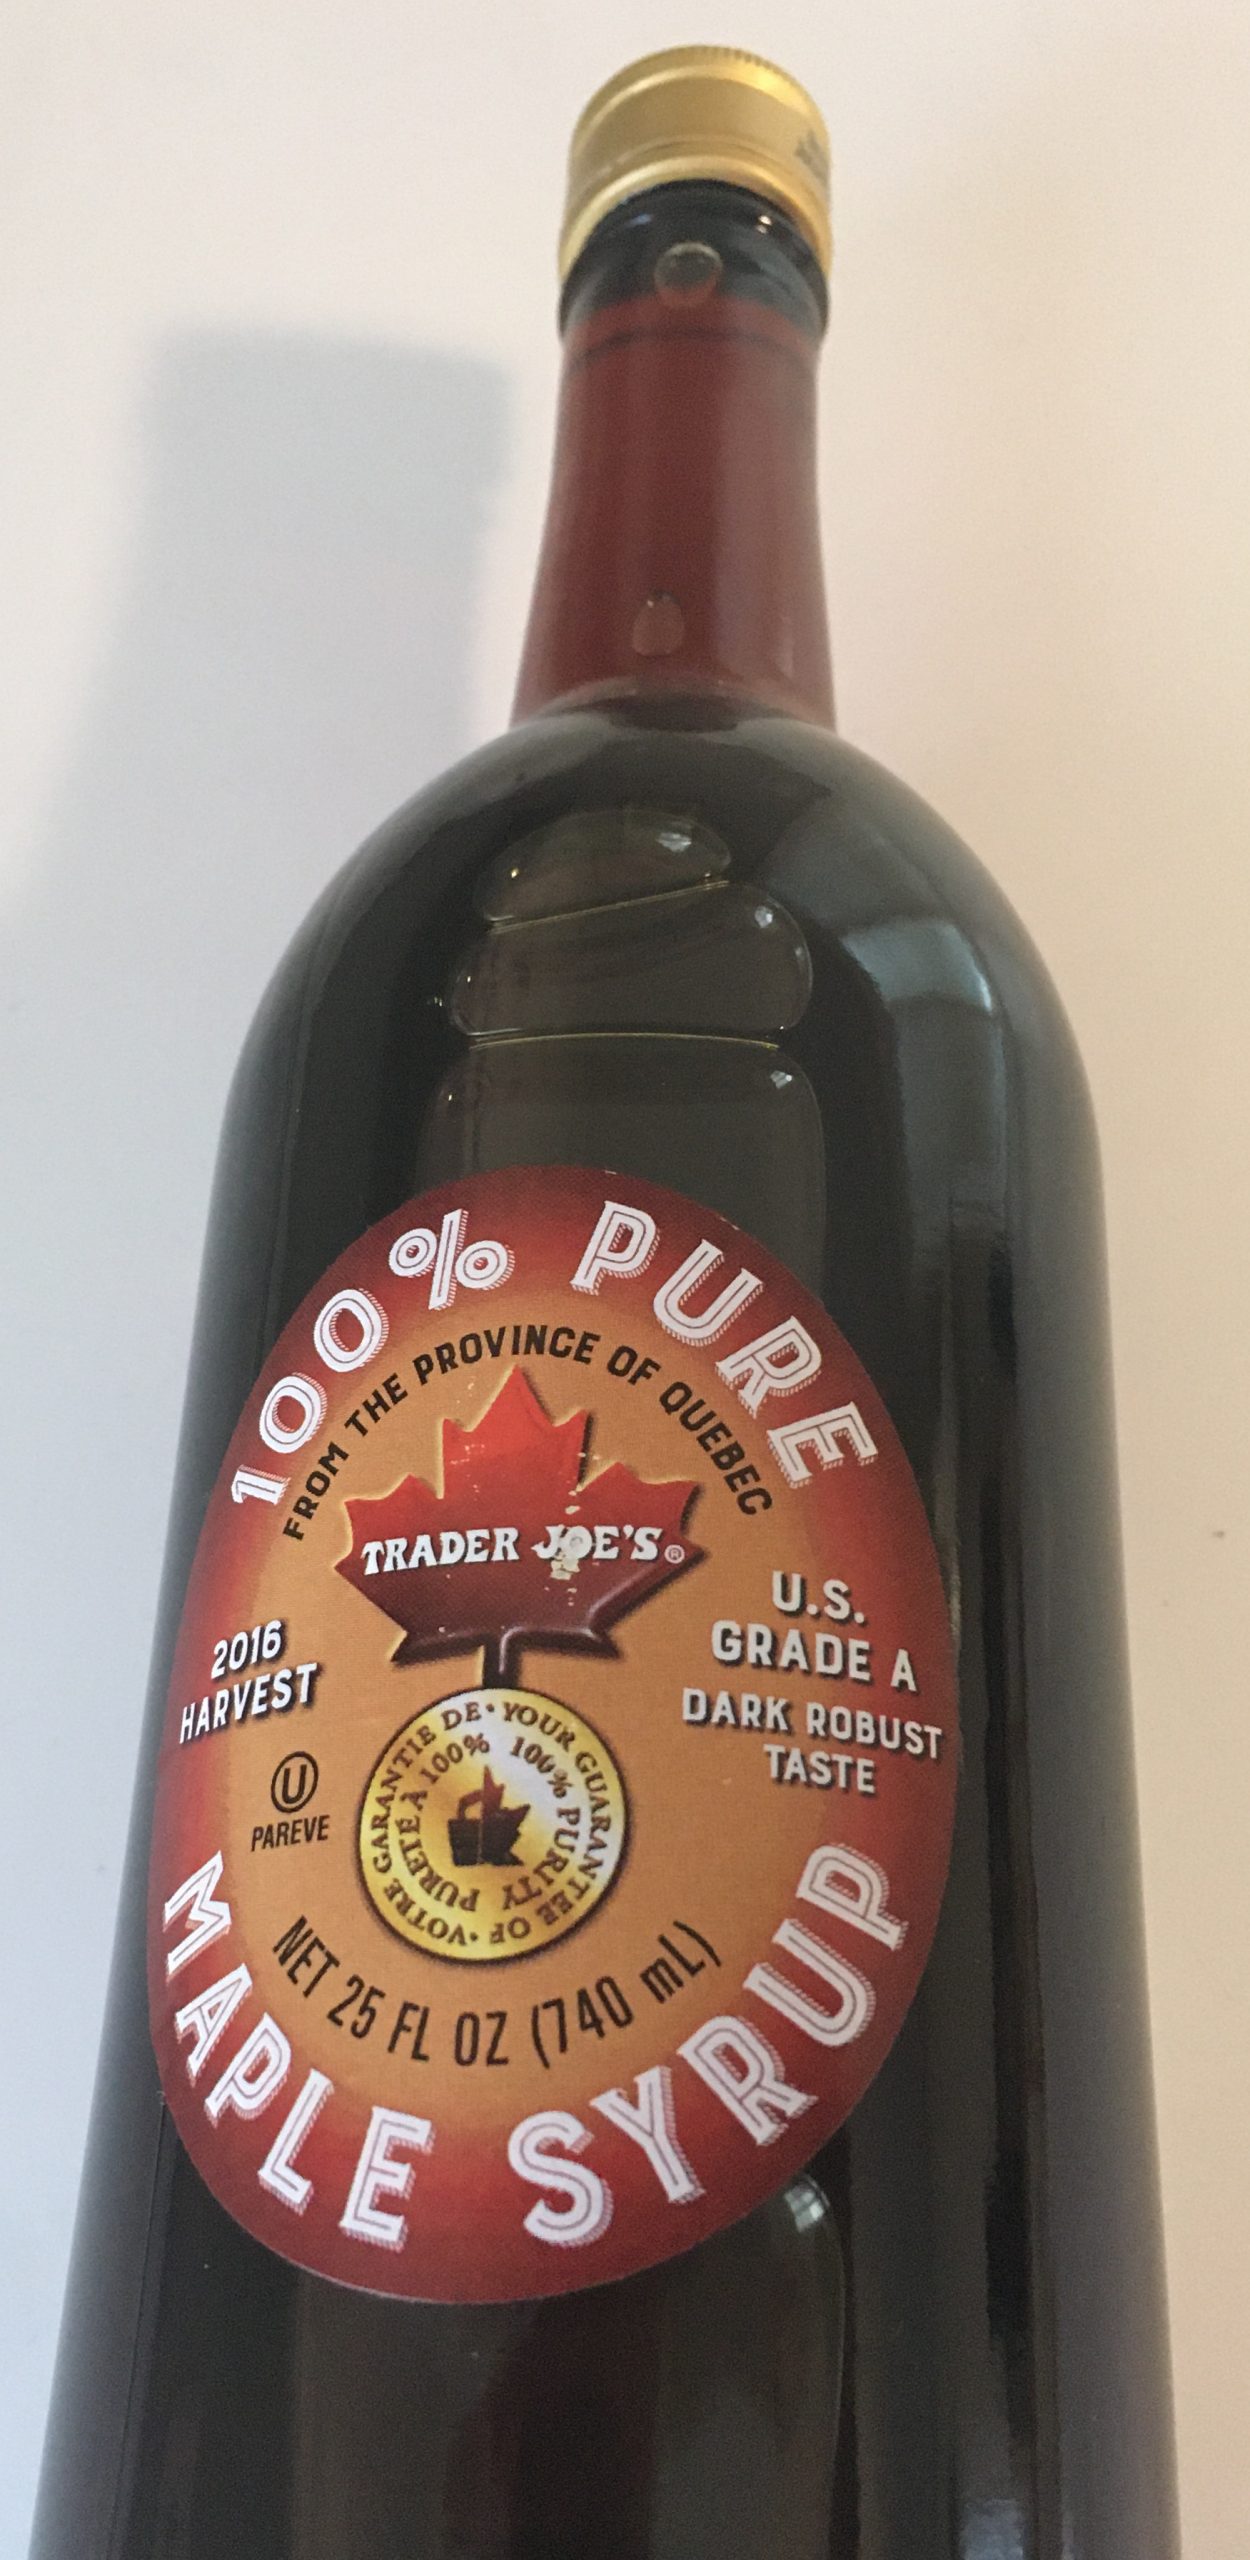 100% PURE
FROM THE PROVINCE OF QUEBEC
TRADER JOE'S®
2016
HARVEST
U.S.
GRADE A
DARK ROBUST
TASTE
U
PAREVE
VOTRE GARANTIE DE • YOUR GUARANTEE OF •
PURETÉ À 100% 100% PURITY
NET 25 FL OZ (740 mL)
MAPLE SYRUP